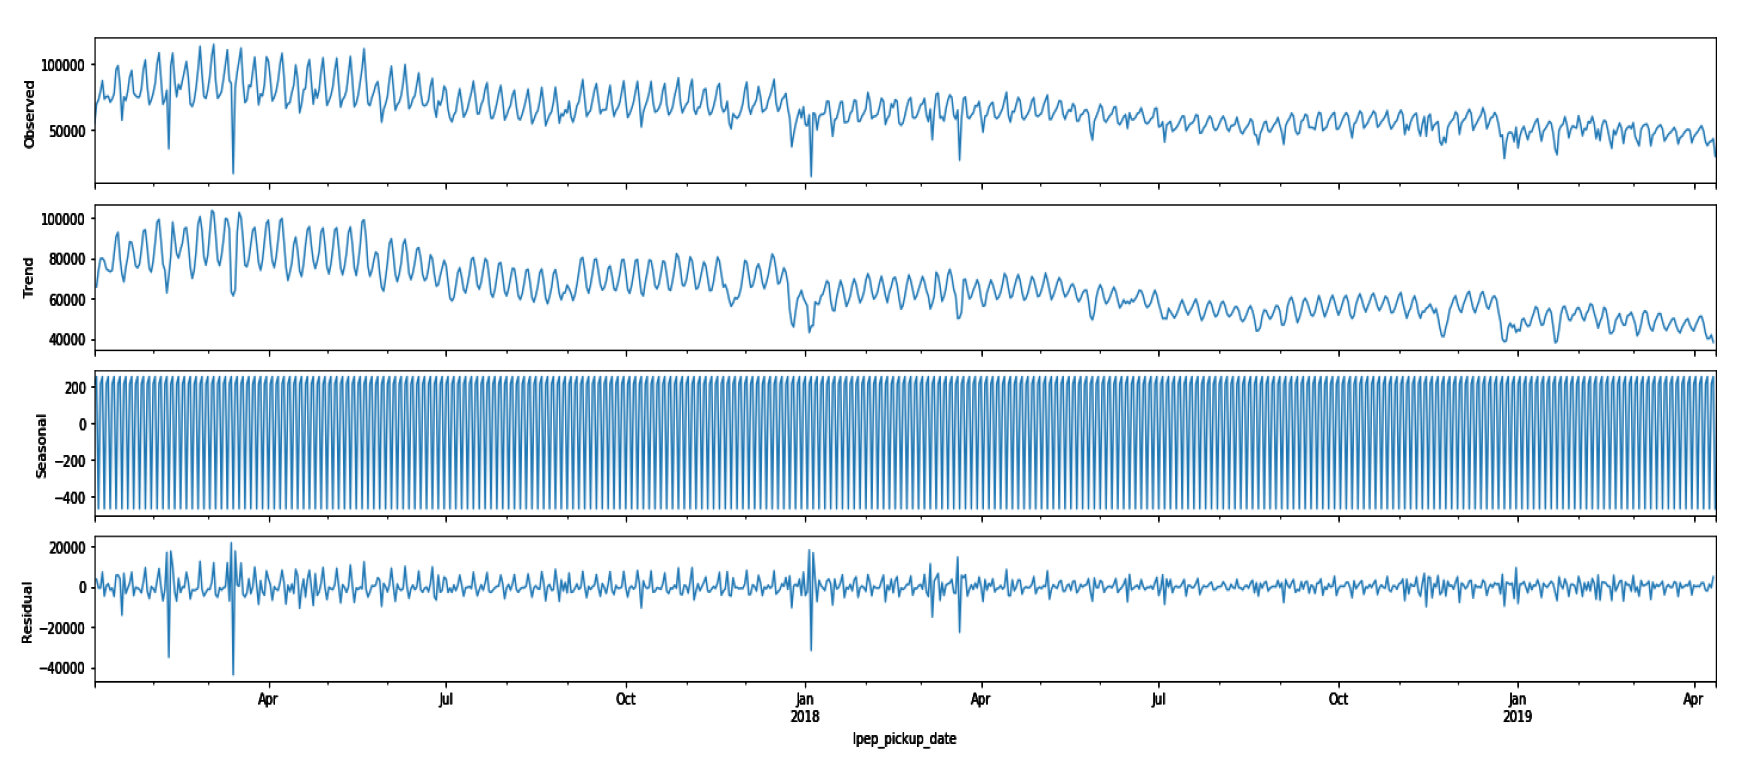 Observed
100000
50000
Trend
100000
80000
60000
40000
Seasonal
200
0
−200
−400
Residual
20000
0
−20000
−40000
Apr Jul Oct Jan Apr Jul Oct Jan Apr
2018 2019
lpep_pickup_date